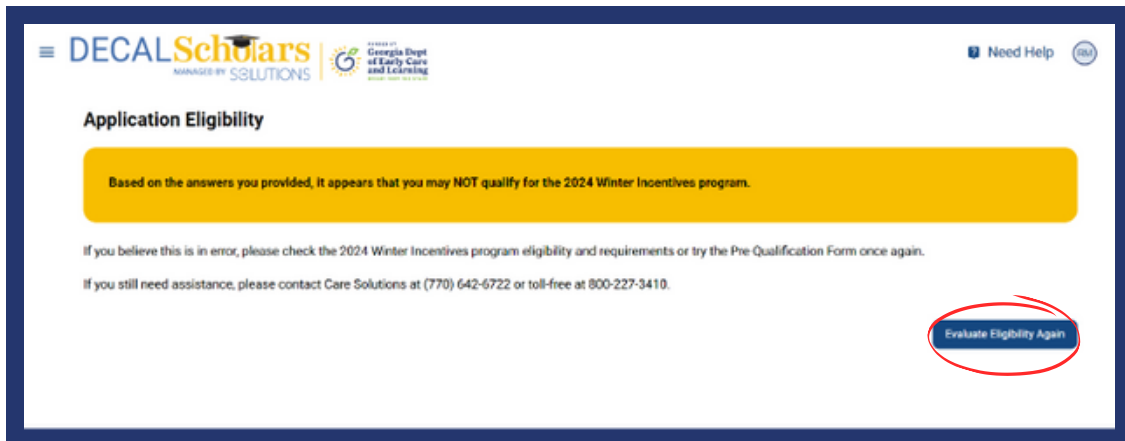 DECALScholars
MANAGED BY SOLUTIONS
Georgia Dept
of Early Care
and Learning
Need Help
RM
Application Eligibility
Based on the answers you provided, it appears that you may NOT qualify for the 2024 Winter Incentives program.
If you believe this is in error, please check the 2024 Winter Incentives program eligibility and requirements or try the Pre-Qualification Form once again.
If you still need assistance, please contact Care Solutions at (770) 642-6722 or toll-free at 800-227-3410.
Evaluate Eligibility Again